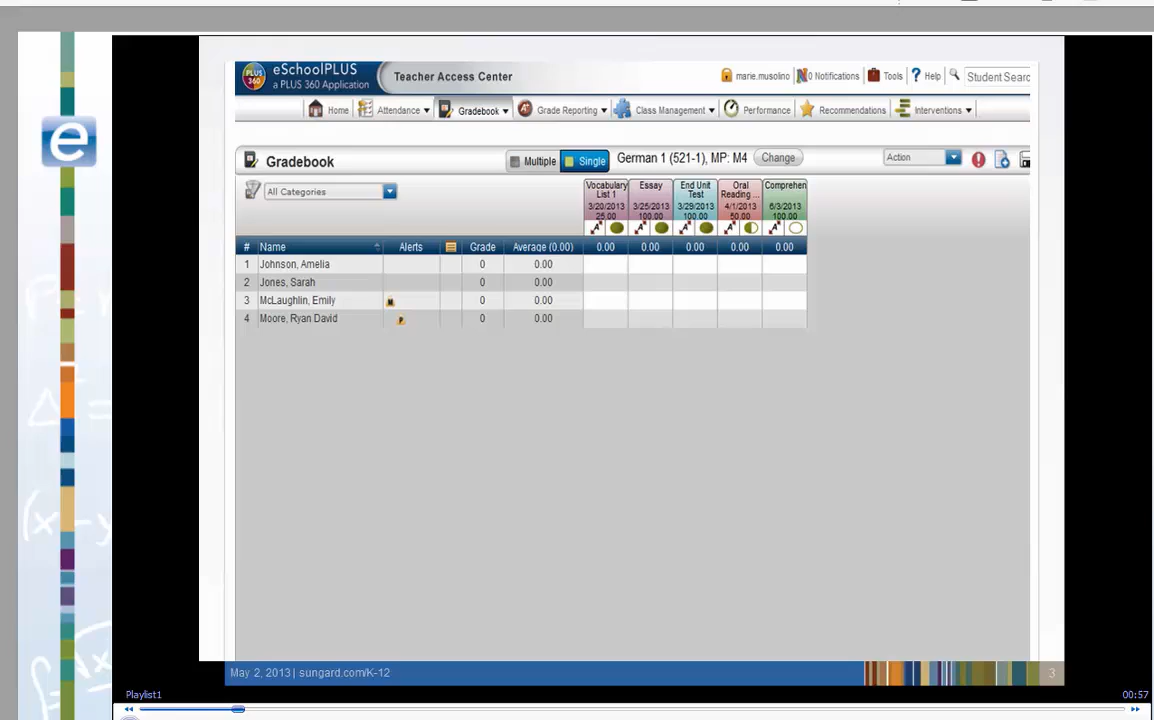 eSchoolPLUS
a PLUS 360 Application
PLUS 360
Teacher Access Center
marie.musolino
0 Notifications
Tools
? Help
Student Searc
Home
Attendance
Gradebook
Grade Reporting
Class Management
Performance
Recommendations
Interventions
e
Gradebook
Multiple
Single
German 1 (521-1), MP: M4
Change
Action
All Categories
Vocabulary List 1 3/20/2013 25.00
Essay 3/25/2013 100.00
End Unit Test 3/29/2013 100.00
Oral Reading ... 4/1/2013 50.00
Comprehen 6/3/2013 100.00
# Name Alerts Grade Average (0.00) 0.00 0.00 0.00 0.00 0.00
1 Johnson, Amelia 0 0.00
2 Jones, Sarah 0 0.00
3 McLaughlin, Emily M 0 0.00
4 Moore, Ryan David P 0 0.00
May 2, 2013 | sungard.com/K-12
3
Playlist1
00:57